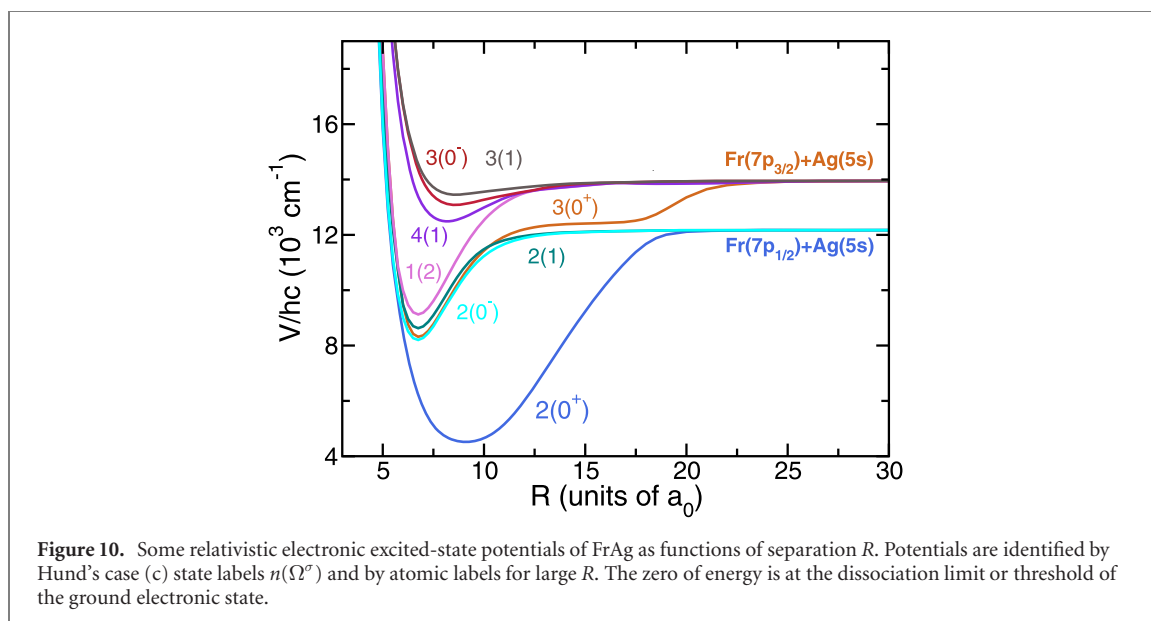 16
12
8
4
V/hc (10³ cm⁻¹)
3(0⁻)
3(1)
Fr(7p₃/₂)+Ag(5s)
3(0⁺)
4(1)
Fr(7p₁/₂)+Ag(5s)
2(1)
1(2)
2(0⁻)
2(0⁺)
5 10 15 20 25 30
R (units of a₀)
Figure 10. Some relativistic electronic excited-state potentials of FrAg as functions of separation R. Potentials are identified by
Hund's case (c) state labels n(Ω^σ) and by atomic labels for large R. The zero of energy is at the dissociation limit or threshold of
the ground electronic state.